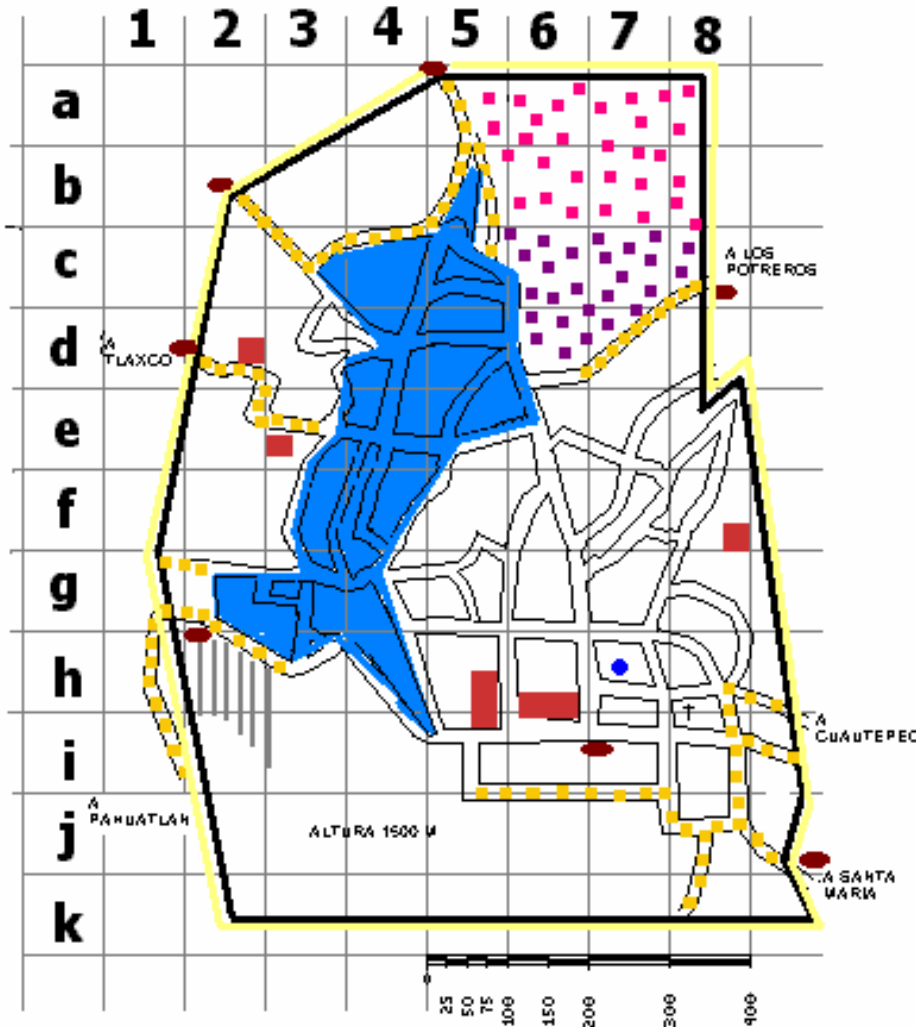 1 2 3 4 5 6 7 8
a
b
c
A LOS
POTREROS
d
A
TLAXCO
e
f
g
h
A
CUAUTEPEC
i
A
PAHUATLAN
j
ALTURA 1500 M
A SANTA
MARIA
k
0 25 50 75 100 150 200 300 400